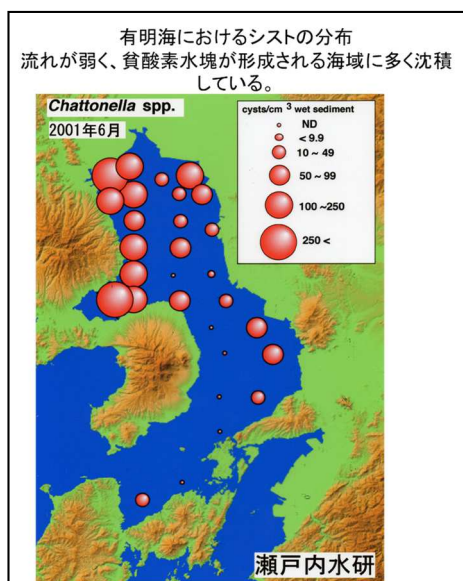 有明海におけるシストの分布
流れが弱く、貧酸素水塊が形成される海域に多く沈積
している。
Chattonella spp.
2001年6月
cysts/cm 3 wet sediment
ND
< 9.9
10 ~ 49
50 ~ 99
100 ~250
250 <
瀬戸内水研